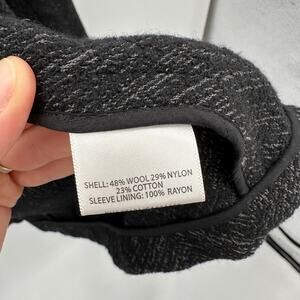 SHELL: 48% WOOL 29% NYLON
23% COTTON
SLEEVE LINING: 100% RAYON